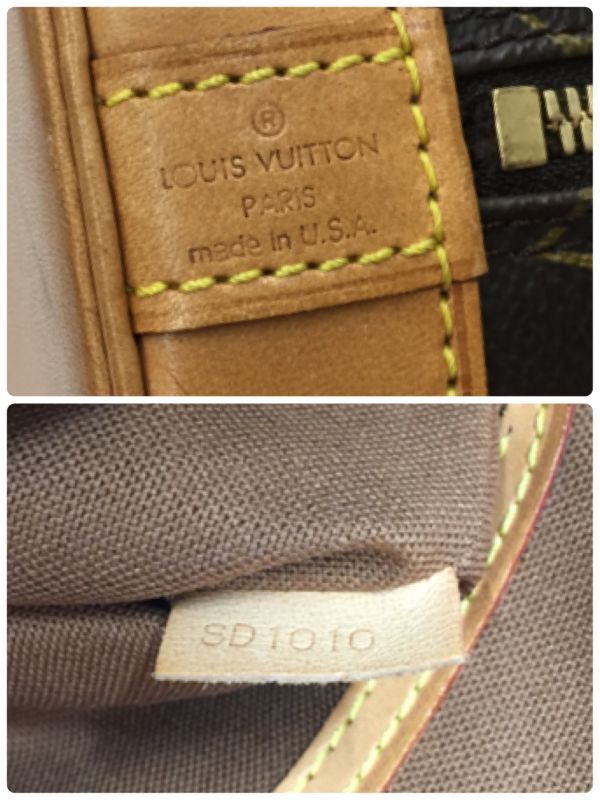 ®
LOUIS VUITTON
PARIS
made in U.S.A.
SD1010